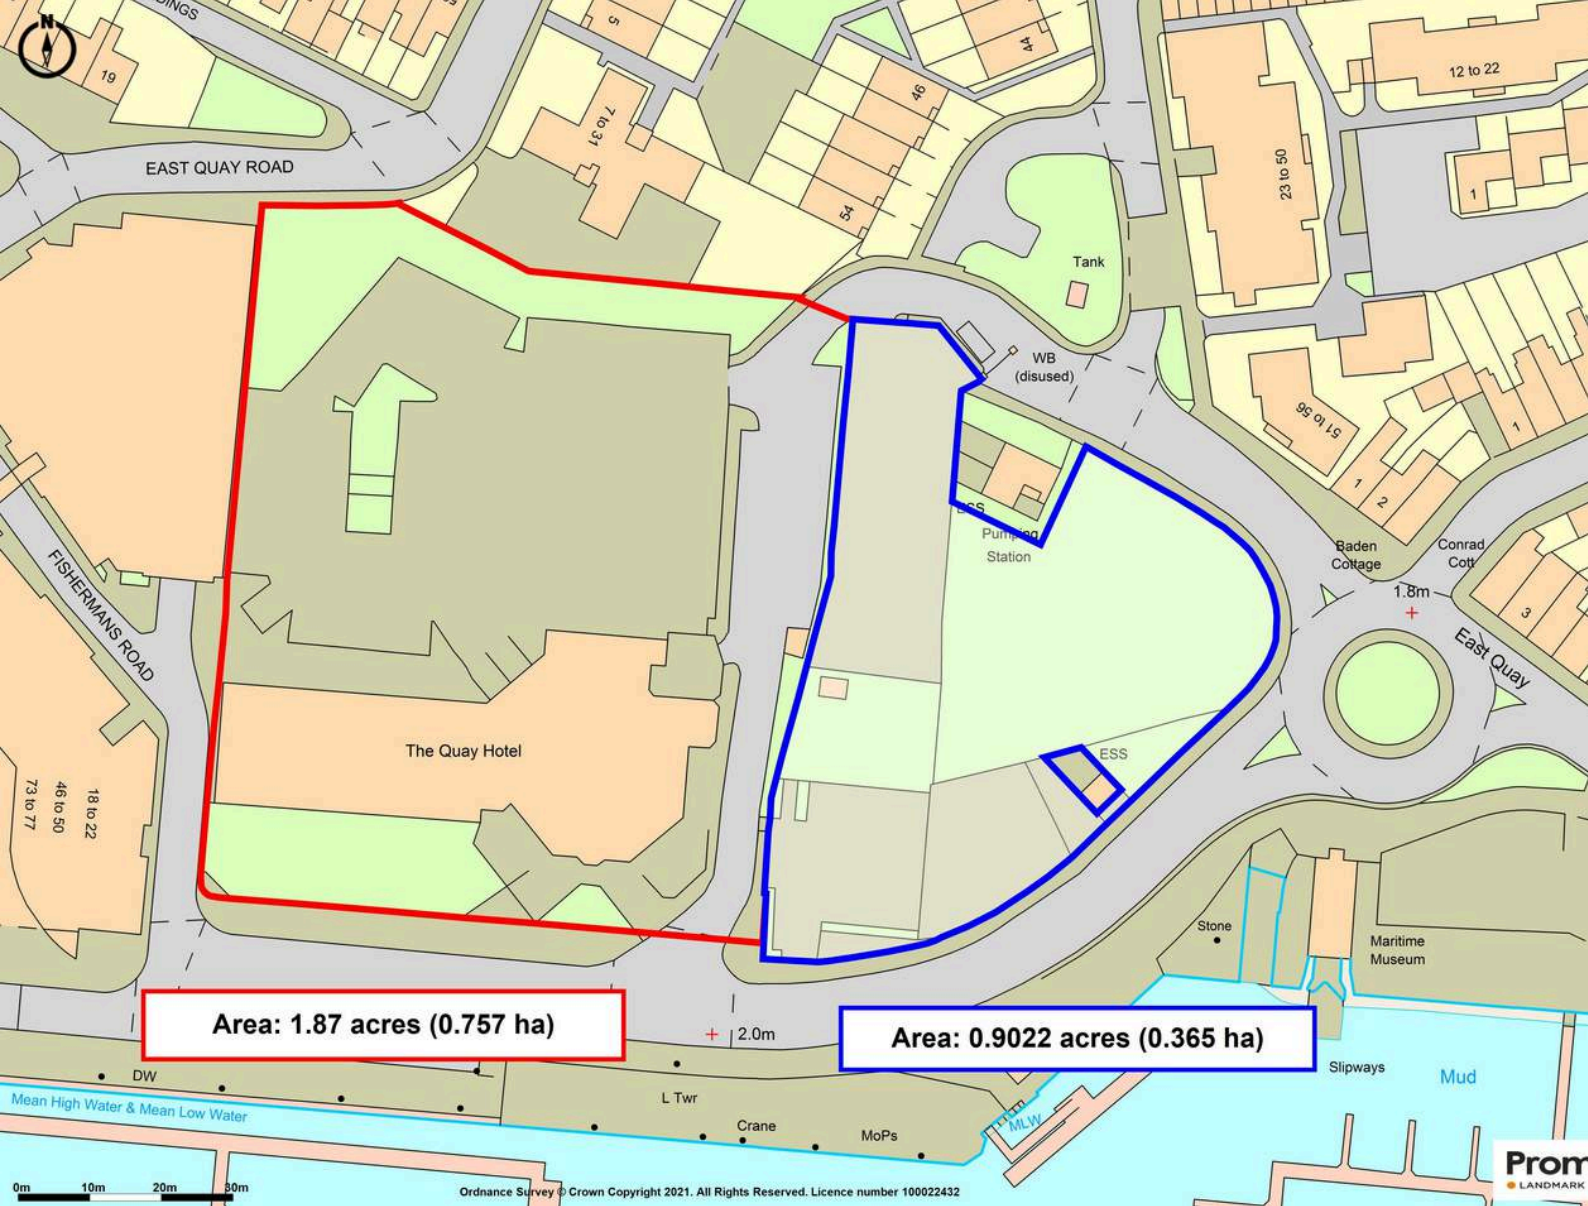 N
DINGS
19
5
7 to 31
EAST QUAY ROAD
44
46
54
12 to 22
23 to 50
1
Tank
WB
(disused)
51 to 56
1
1
2
ESS
Pumping
Station
Baden
Cottage
Conrad
Cott
1.8m
3
East Quay
FISHERMANS ROAD
The Quay Hotel
ESS
73 to 77
46 to 50
18 to 22
Stone
Maritime
Museum
Area: 1.87 acres (0.757 ha)
2.0m
Area: 0.9022 acres (0.365 ha)
Slipways
Mud
DW
Mean High Water & Mean Low Water
L Twr
Crane
MoPs
MLW
0m 10m 20m 30m
Ordnance Survey © Crown Copyright 2021. All Rights Reserved. Licence number 100022432
Prom
LANDMARK